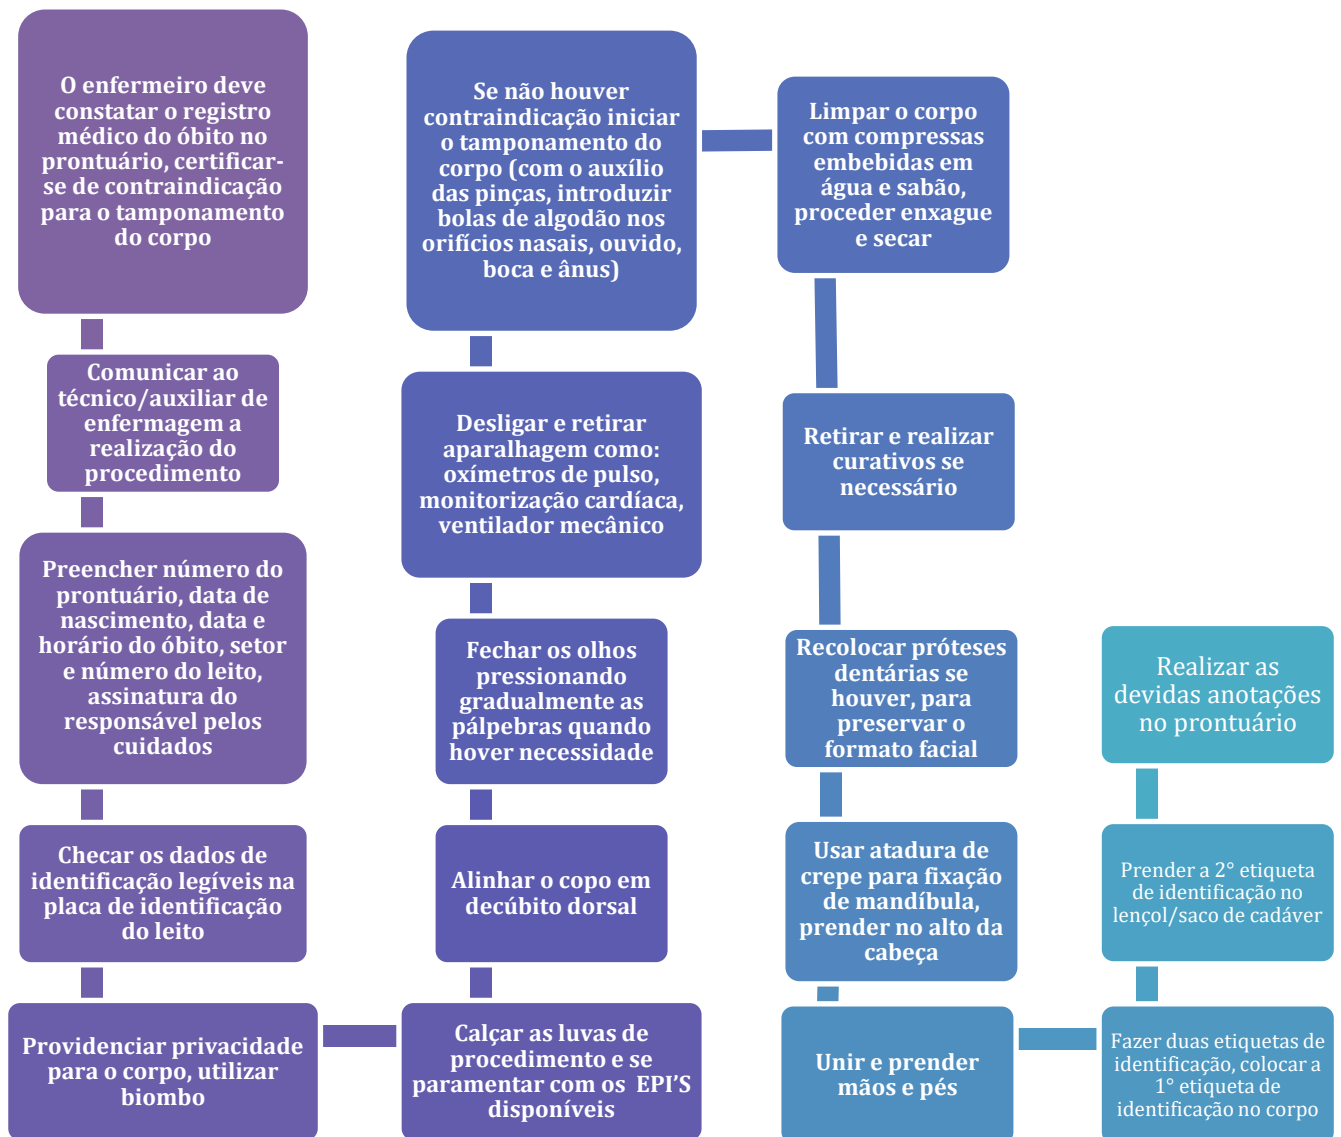 O enfermeiro deve
constatar o registro
médico do óbito no
prontuário, certificar-
se de contraindicação
para o tamponamento
do corpo
Comunicar ao
técnico/auxiliar de
enfermagem a
realização do
procedimento
Preencher número do
prontuário, data de
nascimento, data e
horário do óbito, setor
e número do leito,
assinatura do
responsável pelos
cuidados
Checar os dados de
identificação legíveis na
placa de identificação
do leito
Providenciar privacidade
para o corpo, utilizar
biombo
Calçar as luvas de
procedimento e se
paramentar com os EPI’S
disponíveis
Alinhar o copo em
decúbito dorsal
Fechar os olhos
pressionando
gradualmente as
pálpebras quando
hover necessidade
Desligar e retirar
aparalhagem como:
oxímetros de pulso,
monitorização cardíaca,
ventilador mecânico
Se não houver
contraindicação iniciar
o tamponamento do
corpo (com o auxílio
das pinças, introduzir
bolas de algodão nos
orifícios nasais, ouvido,
boca e ânus)
Limpar o corpo
com compressas
embebidas em
água e sabão,
proceder enxague
e secar
Retirar e realizar
curativos se
necessário
Recolocar próteses
dentárias se
houver, para
preservar o
formato facial
Usar atadura de
crepe para fixação
de mandíbula,
prender no alto da
cabeça
Unir e prender
mãos e pés
Fazer duas etiquetas de
identificação, colocar a
1° etiqueta de
identificação no corpo
Prender a 2° etiqueta
de identificação no
lençol/saco de cadáver
Realizar as
devidas anotações
no prontuário